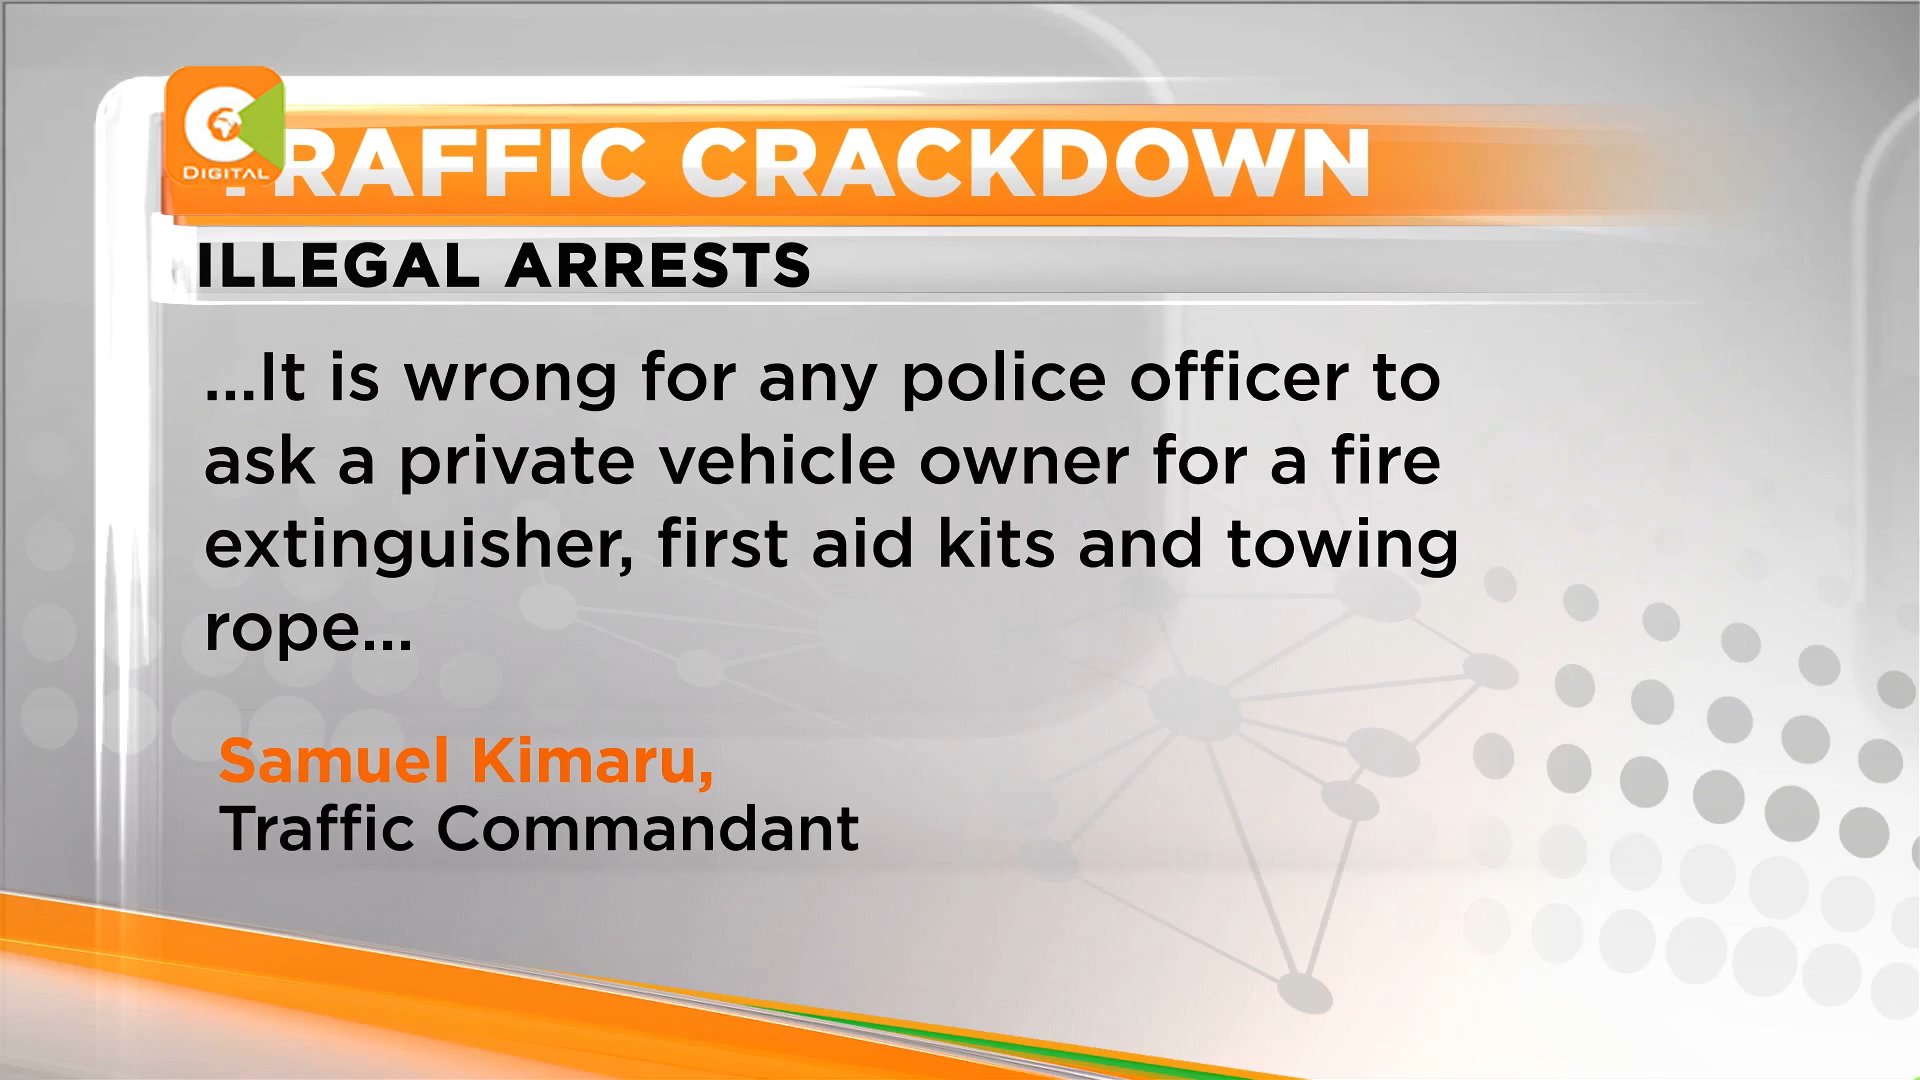 DIGITAL
TRAFFIC CRACKDOWN
ILLEGAL ARRESTS
...It is wrong for any police officer to
ask a private vehicle owner for a fire
extinguisher, first aid kits and towing
rope...
Samuel Kimaru,
Traffic Commandant